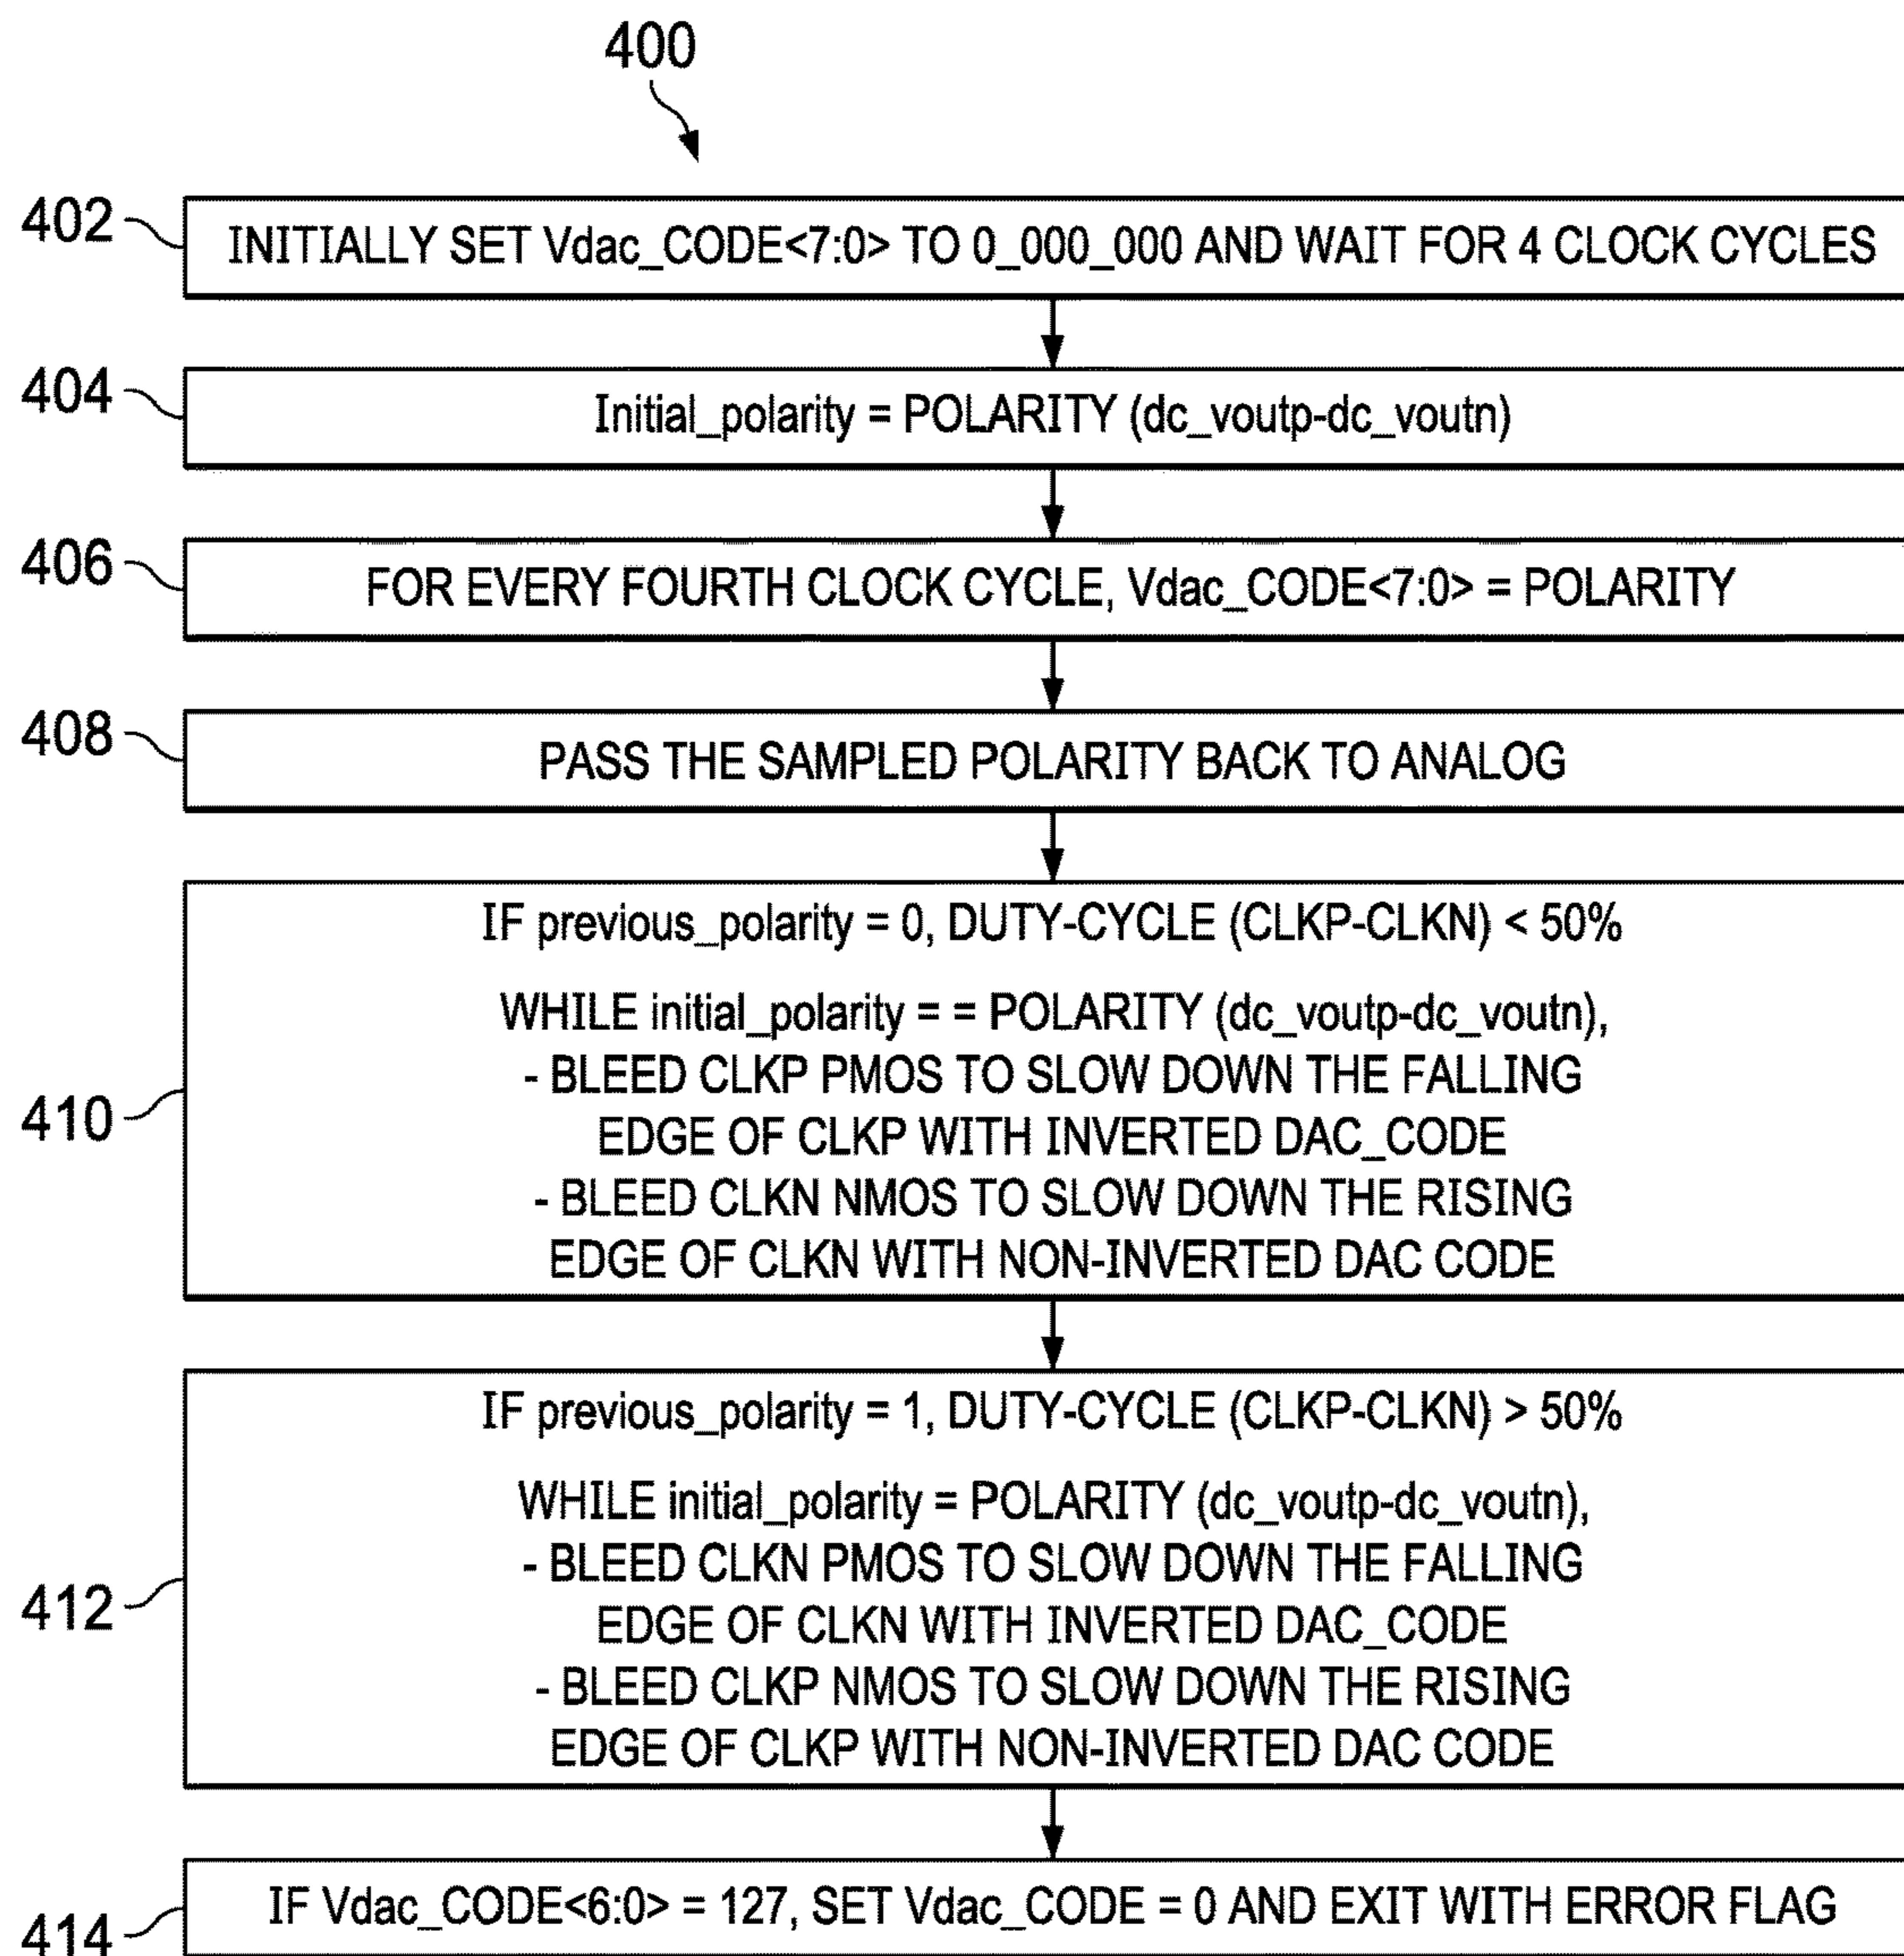 400
402
INITIALLY SET Vdac_CODE<7:0> TO 0_000_000 AND WAIT FOR 4 CLOCK CYCLES
404
Initial_polarity = POLARITY (dc_voutp-dc_voutn)
406
FOR EVERY FOURTH CLOCK CYCLE, Vdac_CODE<7:0> = POLARITY
408
PASS THE SAMPLED POLARITY BACK TO ANALOG
410
IF previous_polarity = 0, DUTY-CYCLE (CLKP-CLKN) < 50%
WHILE initial_polarity = = POLARITY (dc_voutp-dc_voutn),
- BLEED CLKP PMOS TO SLOW DOWN THE FALLING
EDGE OF CLKP WITH INVERTED DAC_CODE
- BLEED CLKN NMOS TO SLOW DOWN THE RISING
EDGE OF CLKN WITH NON-INVERTED DAC CODE
412
IF previous_polarity = 1, DUTY-CYCLE (CLKP-CLKN) > 50%
WHILE initial_polarity = POLARITY (dc_voutp-dc_voutn),
- BLEED CLKN PMOS TO SLOW DOWN THE FALLING
EDGE OF CLKN WITH INVERTED DAC_CODE
- BLEED CLKP NMOS TO SLOW DOWN THE RISING
EDGE OF CLKP WITH NON-INVERTED DAC CODE
414
IF Vdac_CODE<6:0> = 127, SET Vdac_CODE = 0 AND EXIT WITH ERROR FLAG